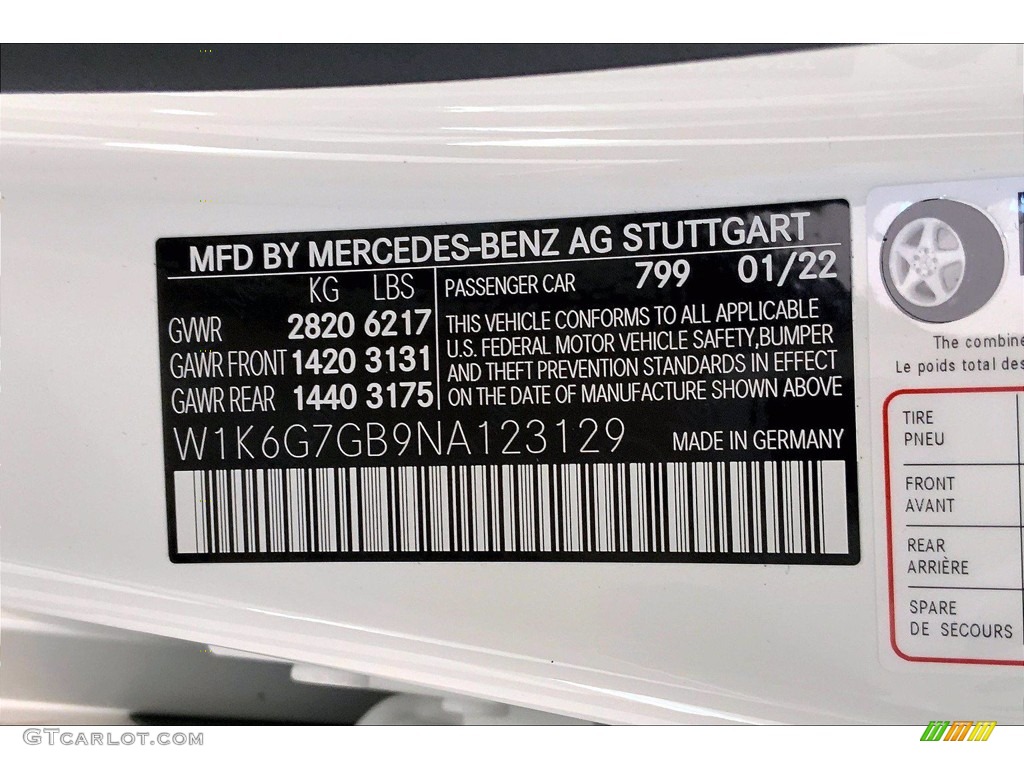 MFD BY MERCEDES-BENZ AG STUTTGART
KG LBS
GVWR 2820 6217
GAWR FRONT 1420 3131
GAWR REAR 1440 3175
PASSENGER CAR 799 01/22
THIS VEHICLE CONFORMS TO ALL APPLICABLE
U.S. FEDERAL MOTOR VEHICLE SAFETY,BUMPER
AND THEFT PREVENTION STANDARDS IN EFFECT
ON THE DATE OF MANUFACTURE SHOWN ABOVE
W1K6G7GB9NA123129 MADE IN GERMANY
The combine
Le poids total des
TIRE
PNEU
FRONT
AVANT
REAR
ARRIÈRE
SPARE
DE SECOURS
GTcarlot.com